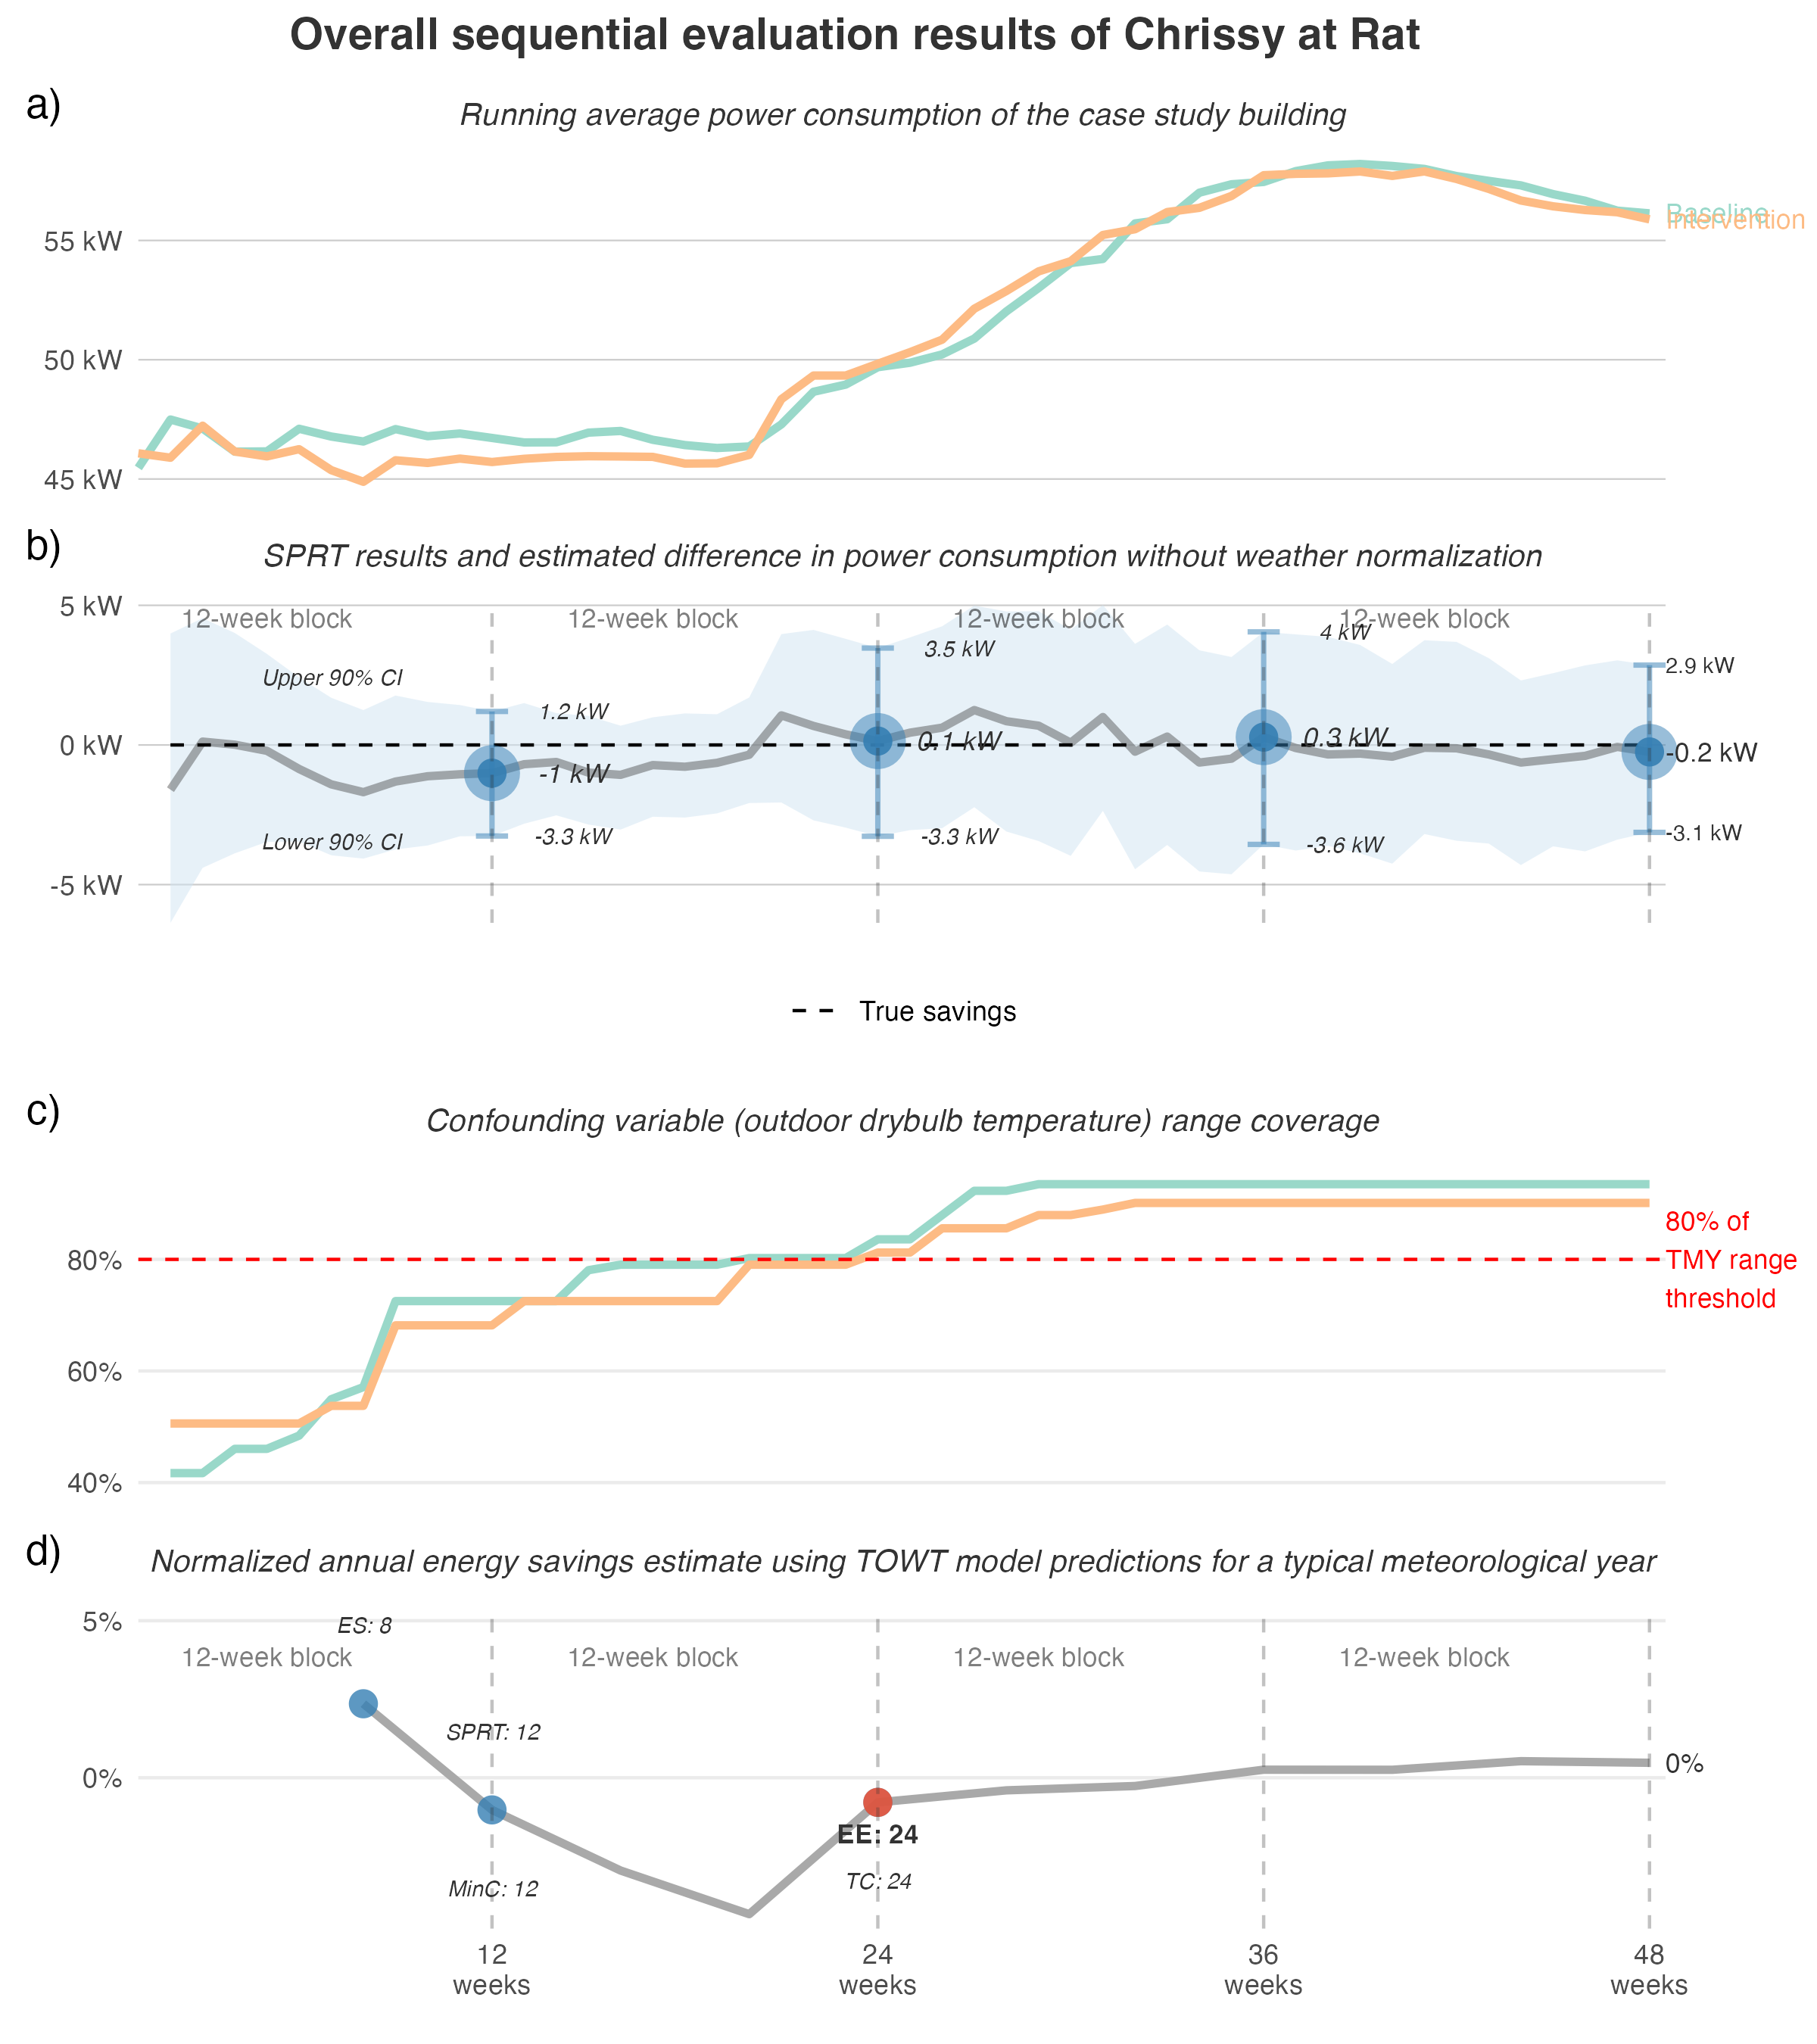 Overall sequential evaluation results of Chrissy at Rat
a)
Running average power consumption of the case study building
55 kW
50 kW
45 kW
Baseline
Intervention
b)
SPRT results and estimated difference in power consumption without weather normalization
5 kW
0 kW
-5 kW
12-week block
12-week block
12-week block
12-week block
Upper 90% CI
Lower 90% CI
1.2 kW
-1 kW
-3.3 kW
3.5 kW
0.1 kW
-3.3 kW
4 kW
0.3 kW
-3.6 kW
2.9 kW
-0.2 kW
-3.1 kW
True savings
c)
Confounding variable (outdoor drybulb temperature) range coverage
80%
60%
40%
80% of
TMY range
threshold
d)
Normalized annual energy savings estimate using TOWT model predictions for a typical meteorological year
5%
0%
ES: 8
12-week block
12-week block
12-week block
12-week block
SPRT: 12
MinC: 12
EE: 24
TC: 24
0%
12
weeks
24
weeks
36
weeks
48
weeks